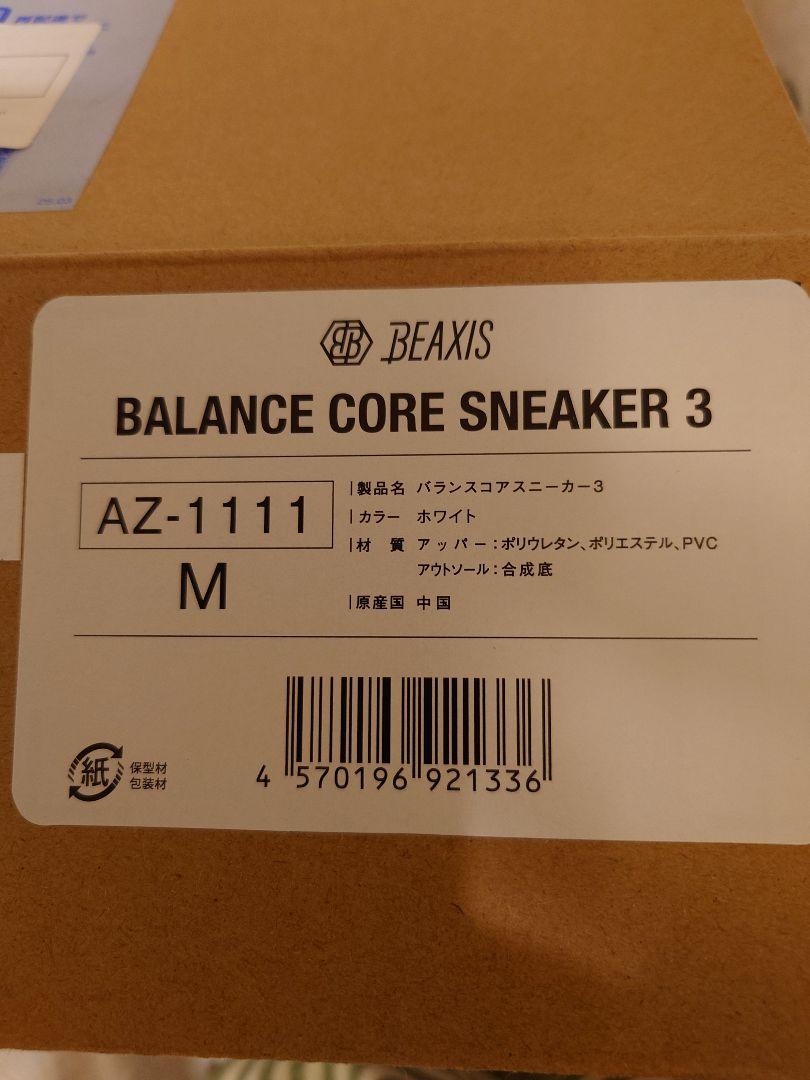 05.03
BEAXIS
BALANCE CORE SNEAKER 3
AZ-1111
M
製品名 バランスコアスニーカー3
カラー ホワイト
材 質 アッパー:ポリウレタン、ポリエステル、PVC
アウトソール:合成底
原産国 中国
紙 保型材
包装材
4 570196 921336